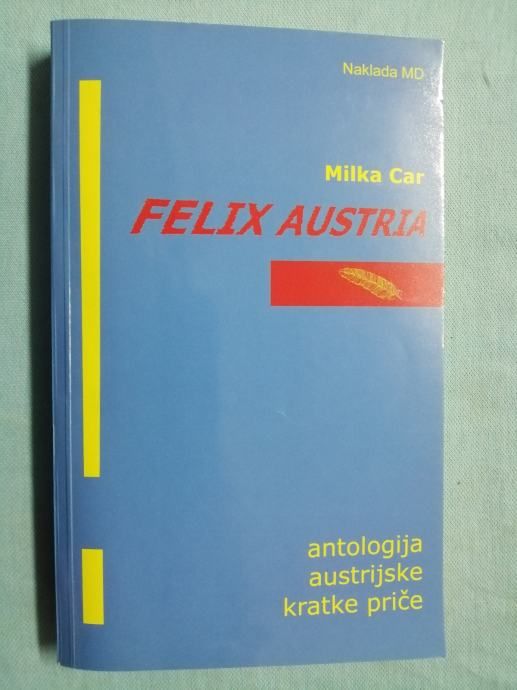 Naklada MD
Milka Car
FELIX AUSTRIA
antologija
austrijske
kratke priče